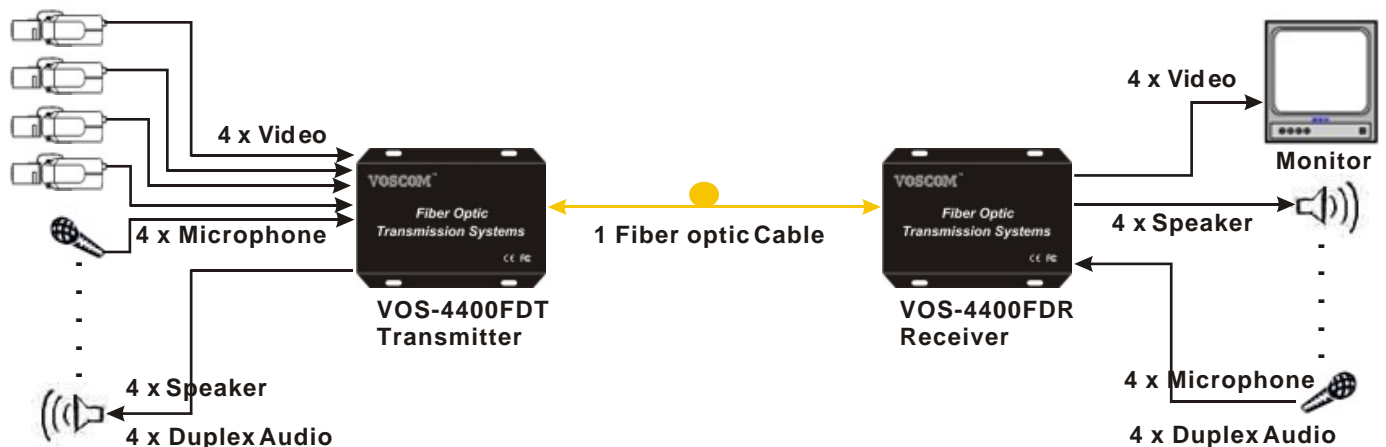 4 x Video
4 x Microphone
VOSCOM™
Fiber Optic
Transmission Systems
CE FC
VOS-4400FDT
Transmitter
4 x Speaker
4 x Duplex Audio
1 Fiber optic Cable
VOSCOM™
Fiber Optic
Transmission Systems
CE FC
VOS-4400FDR
Receiver
4 x Video
Monitor
4 x Speaker
4 x Microphone
4 x Duplex Audio